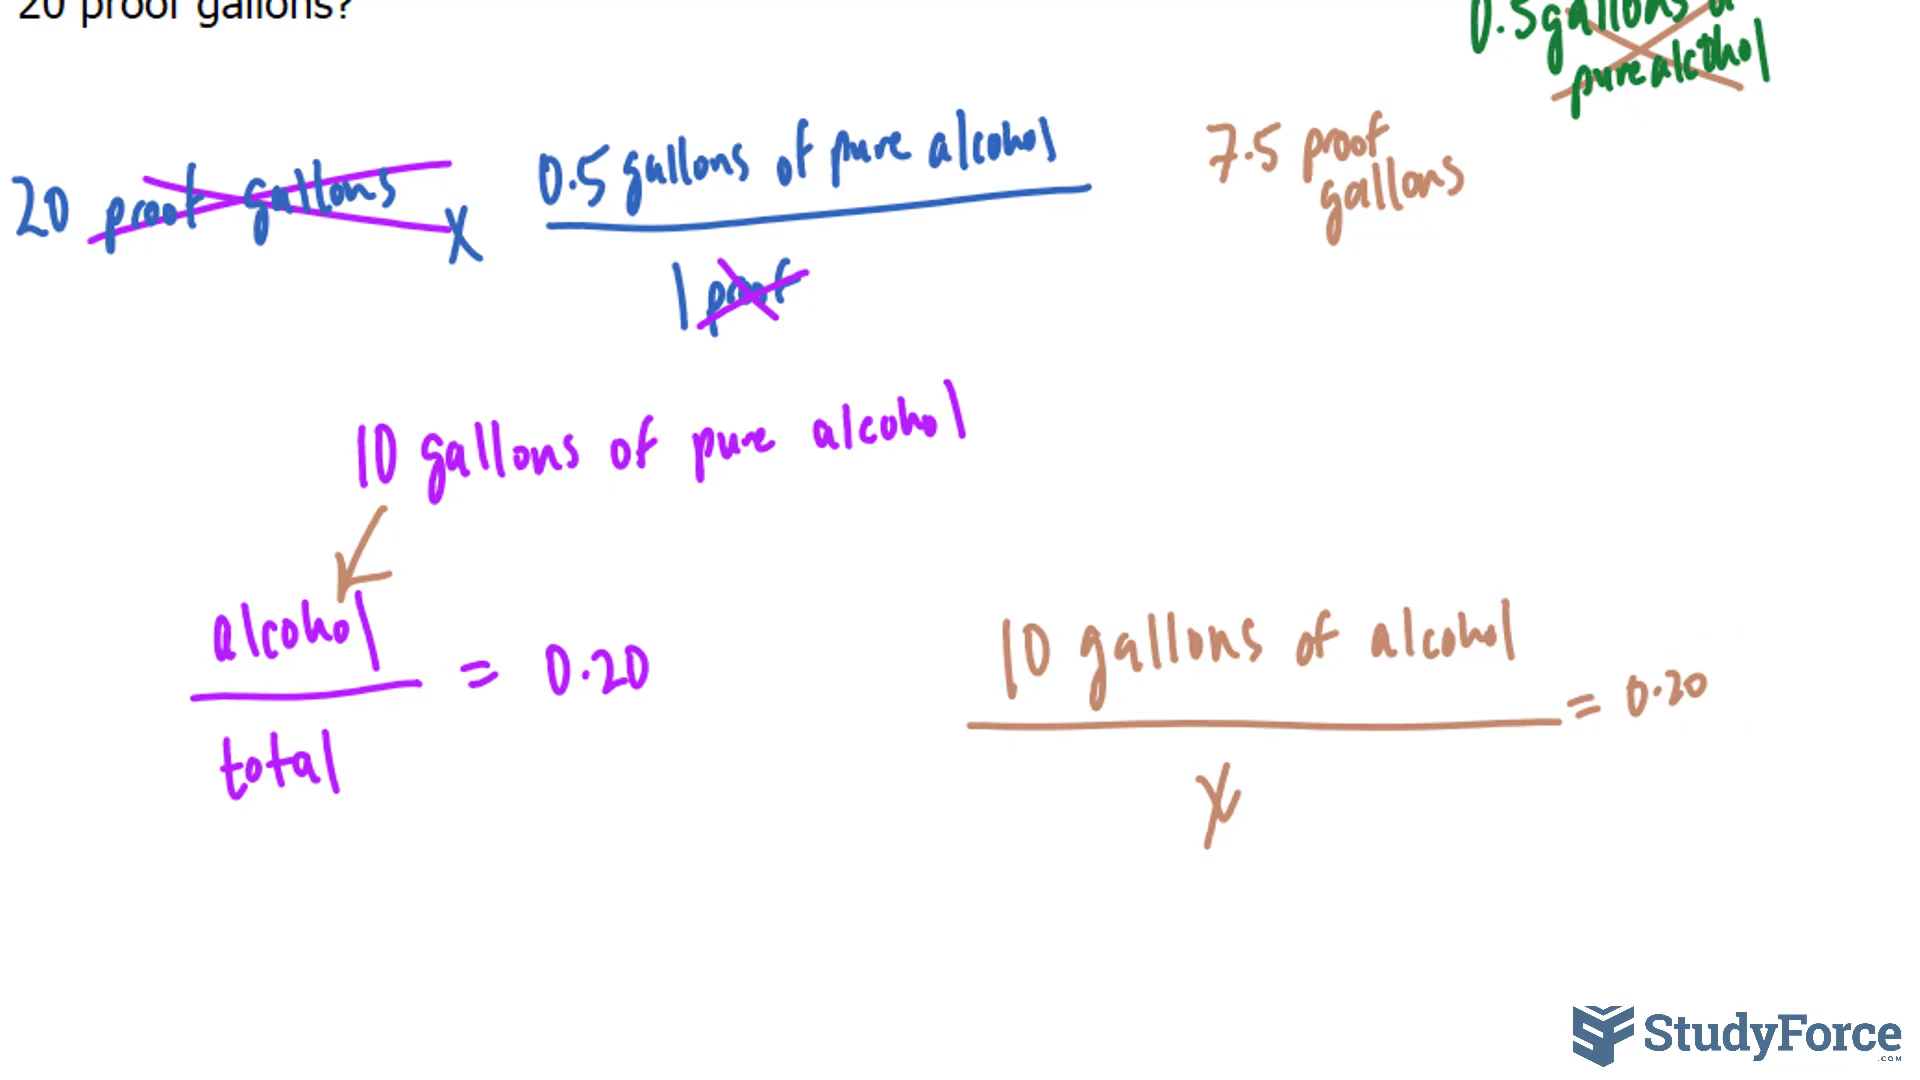 20 proof gallons?
0.5 gallons
pure alcohol
20 proof gallons x 0.5 gallons of pure alcohol
1 proof
7.5 proof
gallons
10 gallons of pure alcohol
alcohol
total
= 0.20
10 gallons of alcohol
x
= 0.20
StudyForce
.COM